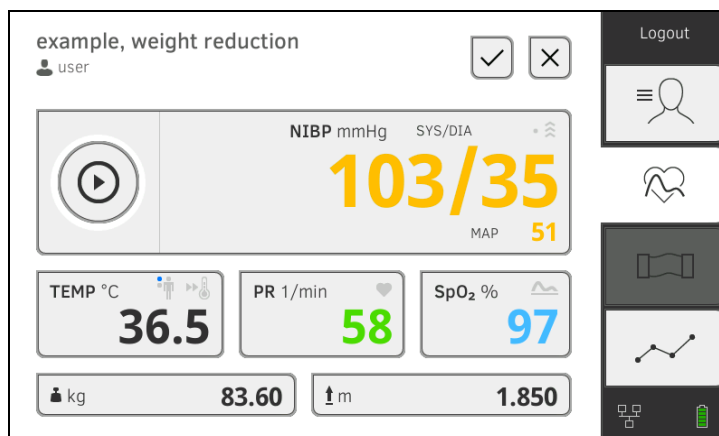 example, weight reduction
user
Logout
NIBP mmHg SYS/DIA
103/35
MAP 51
TEMP °C
36.5
PR 1/min
58
SpO₂ %
97
kg 83.60
m 1.850